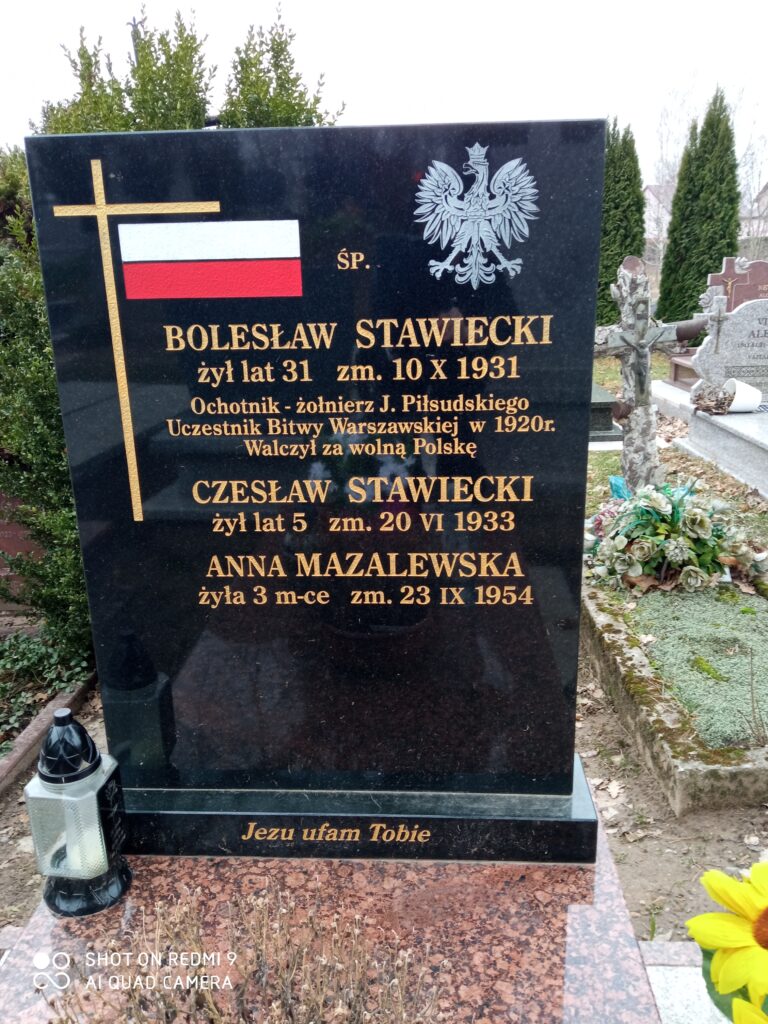 ŚP.
BOLESŁAW STAWIECKI
żył lat 31 zm. 10 X 1931
Ochotnik - żołnierz J. Piłsudskiego
Uczestnik Bitwy Warszawskiej w 1920r.
Walczył za wolną Polskę
CZESŁAW STAWIECKI
żył lat 5 zm. 20 VI 1933
ANNA MAZALEWSKA
żyła 3 m-ce zm. 23 IX 1954
Jezu ufam Tobie
SHOT ON REDMI 9
AI QUAD CAMERA